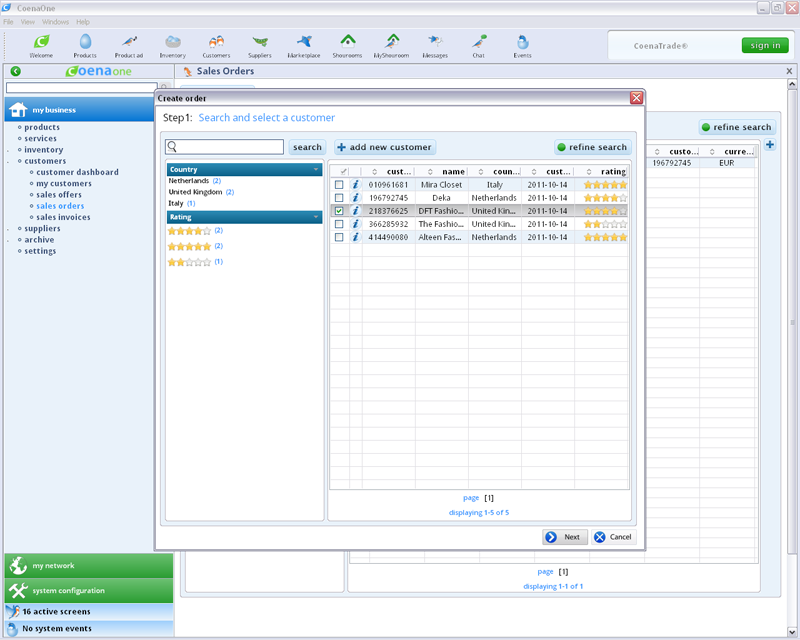 CoenaOne
File View Windows Help
Welcome Products Product ad Inventory Customers Suppliers Marketplace Showrooms MyShowroom Messages Chat Events
CoenaTrade®
sign in
Coenaone
Sales Orders
x
my business
products
services
inventory
customers
customer dashboard
my customers
sales offers
sales orders
sales invoices
suppliers
archive
settings
my network
system configuration
16 active screens
No system events
refine search
custo... curre...
196792745 EUR
page [1]
displaying 1-1 of 1
Create order
Step1: Search and select a customer
search
add new customer
refine search
Country
Netherlands (2)
United Kingdom (2)
Italy (1)
Rating
(2)
(2)
(1)
cust... name coun... cust... rating
010961681 Mira Closet Italy 2011-10-14
196792745 Deka Netherlands 2011-10-14
218376625 DFT Fashio... United Kin... 2011-10-14
366285932 The Fashio... United Kin... 2011-10-14
414490080 Alteen Fas... Netherlands 2011-10-14
page [1]
displaying 1-5 of 5
Next
Cancel